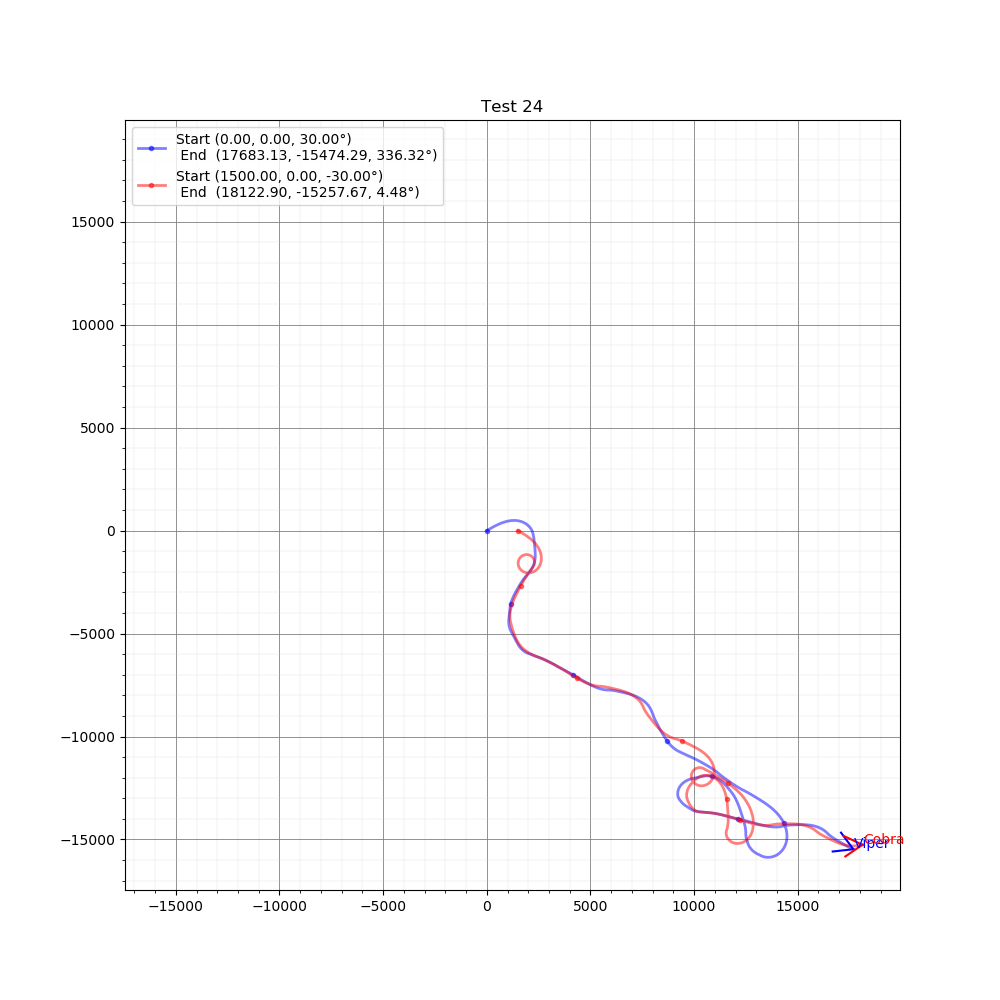 Test 24
Start (0.00, 0.00, 30.00°)
End (17683.13, -15474.29, 336.32°)
Start (1500.00, 0.00, -30.00°)
End (18122.90, -15257.67, 4.48°)
15000
10000
5000
0
−5000
−10000
−15000
Cobra
Viper
−15000 −10000 −5000 0 5000 10000 15000